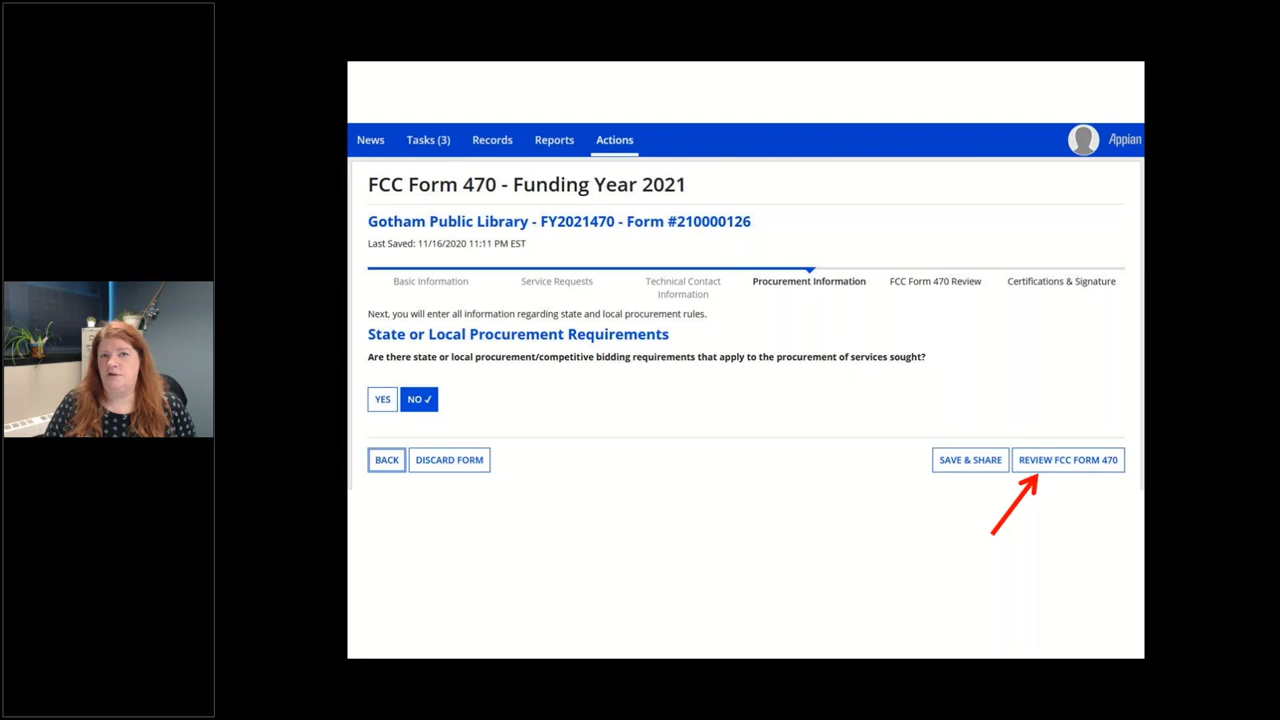 News Tasks (3) Records Reports Actions Appian
FCC Form 470 - Funding Year 2021
Gotham Public Library - FY2021470 - Form #210000126
Last Saved: 11/16/2020 11:11 PM EST
Basic Information Service Requests Technical Contact Information Procurement Information FCC Form 470 Review Certifications & Signature
Next, you will enter all information regarding state and local procurement rules.
State or Local Procurement Requirements
Are there state or local procurement/competitive bidding requirements that apply to the procurement of services sought?
YES NO ✓
BACK DISCARD FORM SAVE & SHARE REVIEW FCC FORM 470